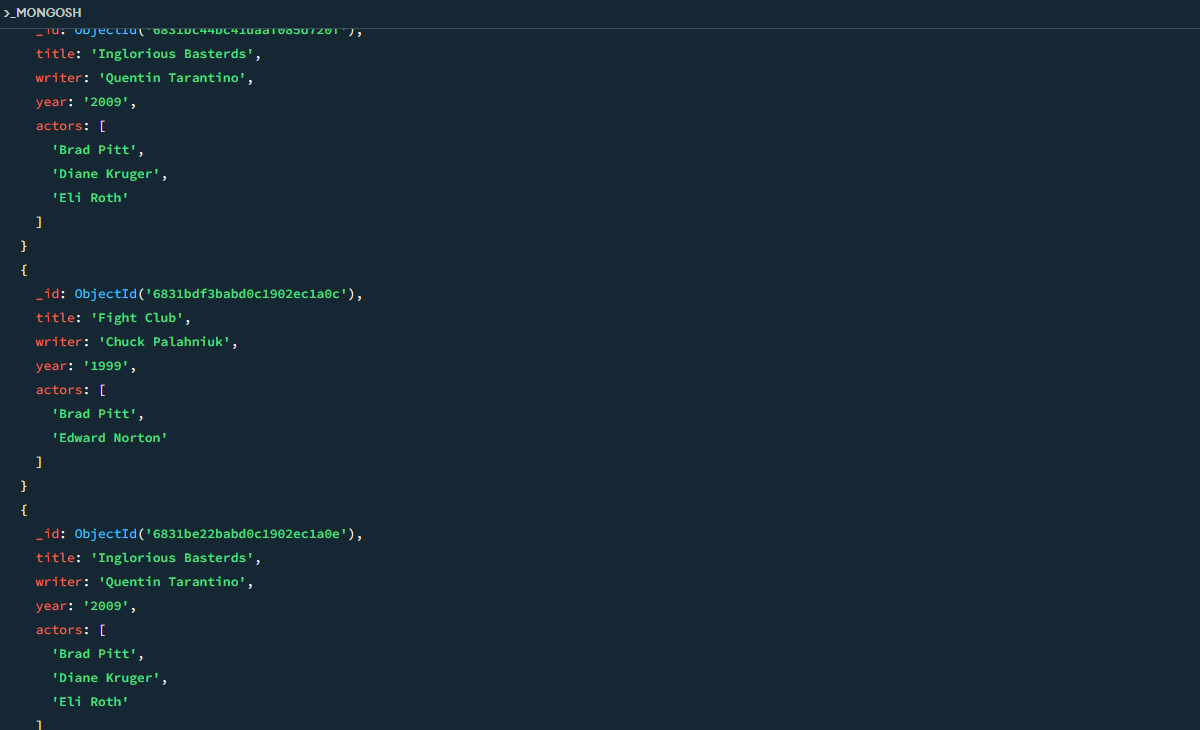 >_MONGOSH
_id: ObjectId(
title: 'Inglorious Basterds',
writer: 'Quentin Tarantino',
year: '2009',
actors: [
'Brad Pitt',
'Diane Kruger',
'Eli Roth'
]
}
{
_id: ObjectId('6831bdf3babd0c1902ec1a0c'),
title: 'Fight Club',
writer: 'Chuck Palahniuk',
year: '1999',
actors: [
'Brad Pitt',
'Edward Norton'
]
}
{
_id: ObjectId('6831be22babd0c1902ec1a0e'),
title: 'Inglorious Basterds',
writer: 'Quentin Tarantino',
year: '2009',
actors: [
'Brad Pitt',
'Diane Kruger',
'Eli Roth'
]